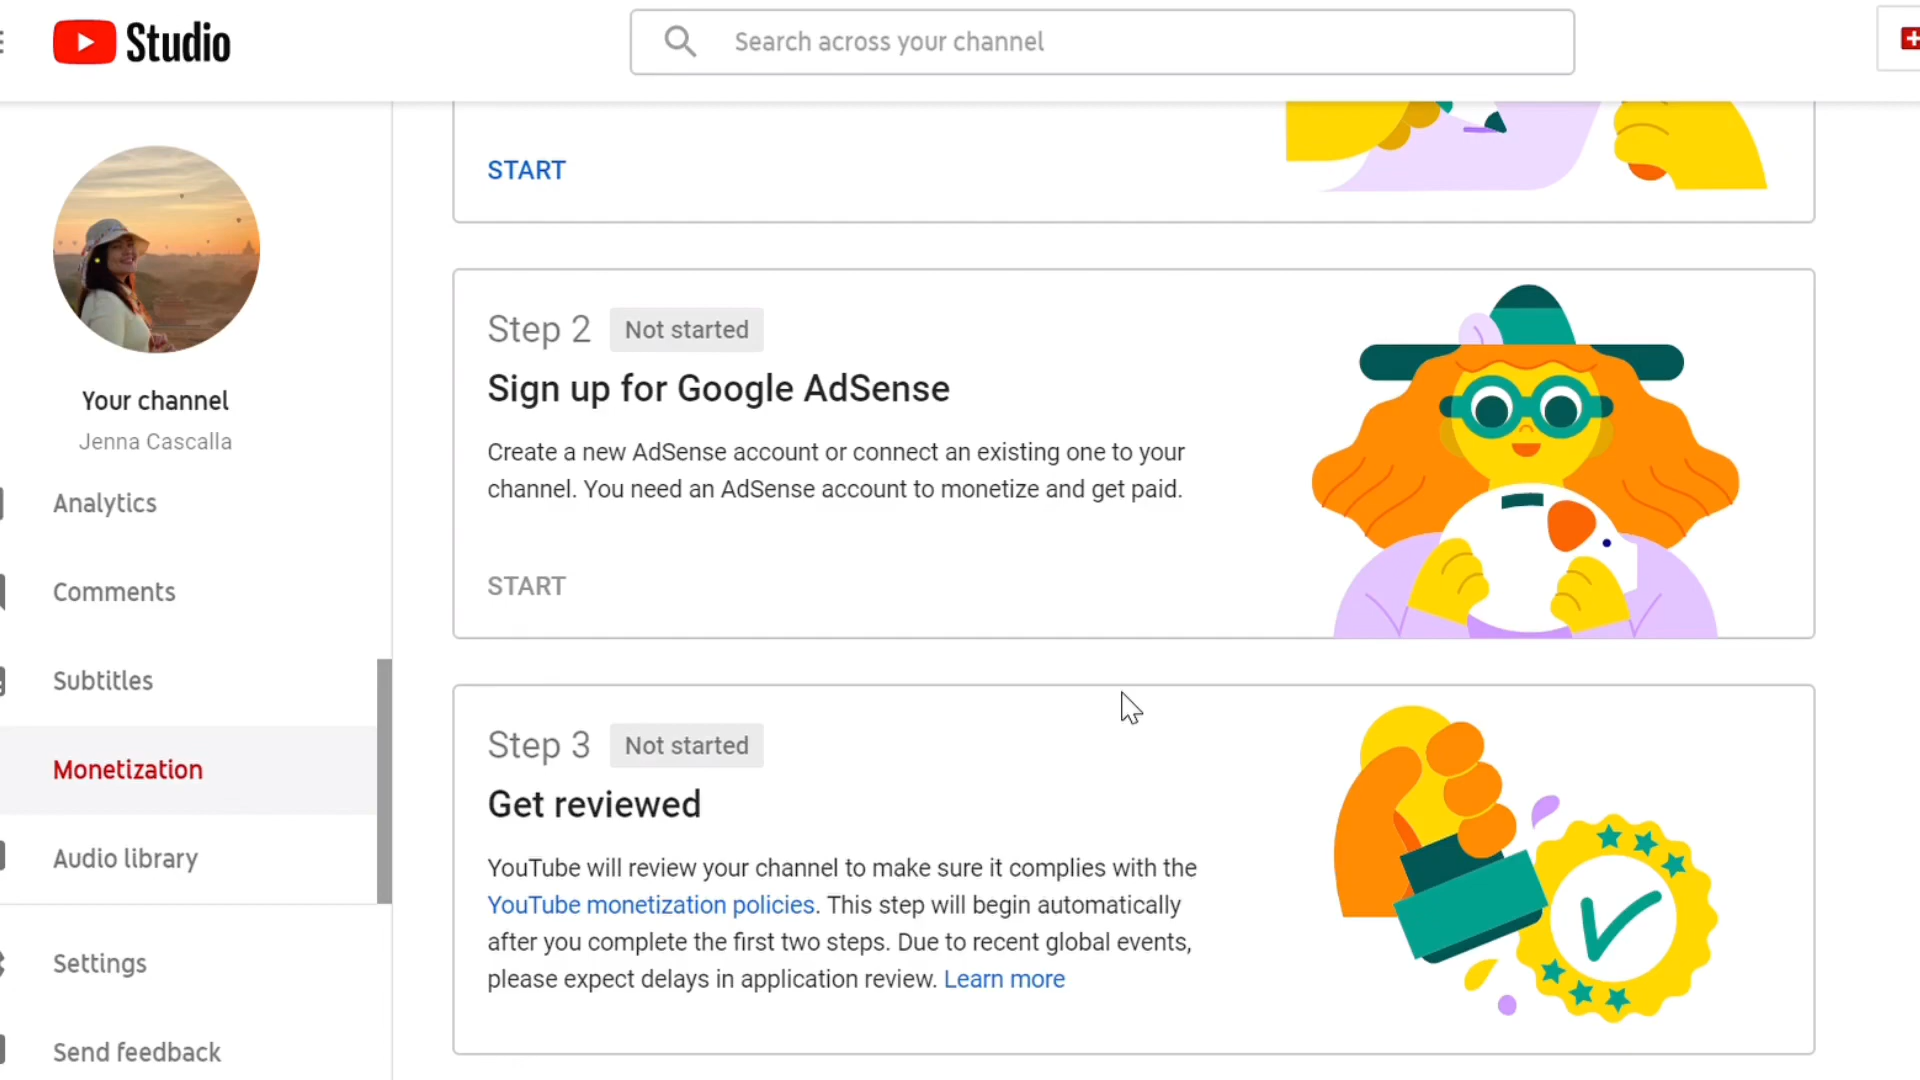 Studio
Search across your channel
START
Your channel
Jenna Cascalla
Analytics
Comments
Subtitles
Monetization
Audio library
Settings
Send feedback
Step 2 Not started
Sign up for Google AdSense
Create a new AdSense account or connect an existing one to your
channel. You need an AdSense account to monetize and get paid.
START
Step 3 Not started
Get reviewed
YouTube will review your channel to make sure it complies with the
YouTube monetization policies. This step will begin automatically
after you complete the first two steps. Due to recent global events,
please expect delays in application review. Learn more